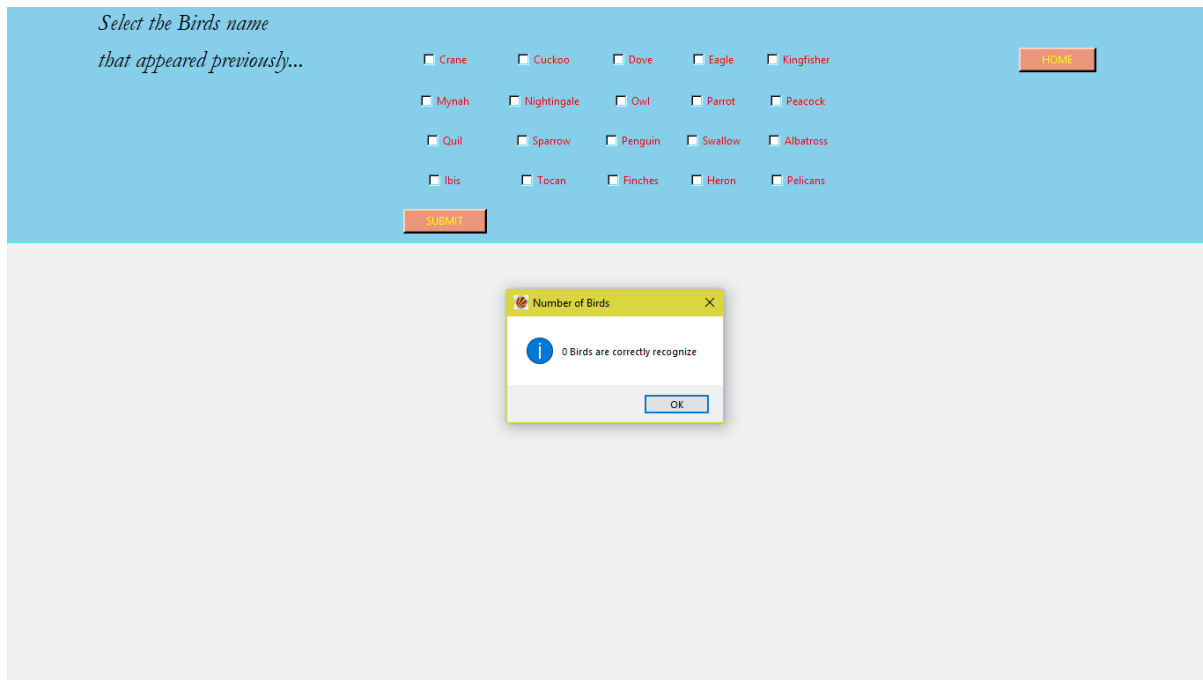 Select the Birds name
that appeared previously...
Crane Cuckoo Dove Eagle Kingfisher
HOME
Mynah Nightingale Owl Parrot Peacock
Quil Sparrow Penguin Swallow Albatross
Ibis Tocan Finches Heron Pelicans
SUBMIT
Number of Birds
0 Birds are correctly recognize
OK